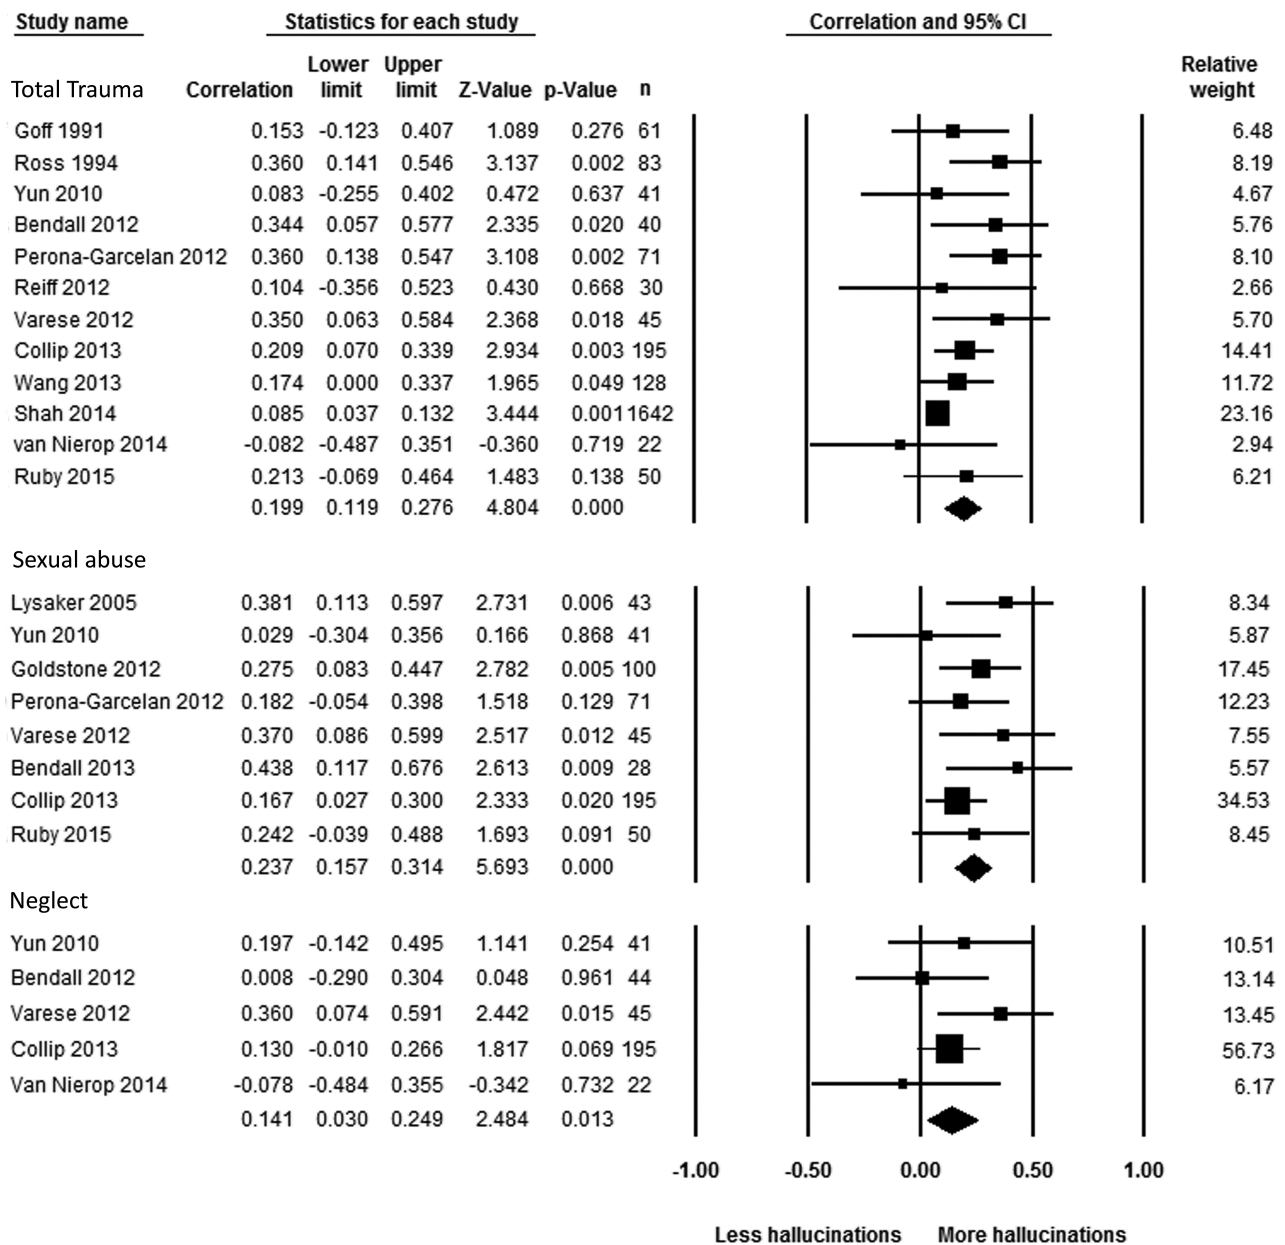 Study name Statistics for each study Correlation and 95% CI
Lower Upper Relative
Total Trauma Correlation limit limit Z-Value p-Value n weight
Goff 1991 0.153 -0.123 0.407 1.089 0.276 61 6.48
Ross 1994 0.360 0.141 0.546 3.137 0.002 83 8.19
Yun 2010 0.083 -0.255 0.402 0.472 0.637 41 4.67
Bendall 2012 0.344 0.057 0.577 2.335 0.020 40 5.76
Perona-Garcelan 2012 0.360 0.138 0.547 3.108 0.002 71 8.10
Reiff 2012 0.104 -0.356 0.523 0.430 0.668 30 2.66
Varese 2012 0.350 0.063 0.584 2.368 0.018 45 5.70
Collip 2013 0.209 0.070 0.339 2.934 0.003 195 14.41
Wang 2013 0.174 0.000 0.337 1.965 0.049 128 11.72
Shah 2014 0.085 0.037 0.132 3.444 0.001 1642 23.16
van Nierop 2014 -0.082 -0.487 0.351 -0.360 0.719 22 2.94
Ruby 2015 0.213 -0.069 0.464 1.483 0.138 50 6.21
0.199 0.119 0.276 4.804 0.000
Sexual abuse
Lysaker 2005 0.381 0.113 0.597 2.731 0.006 43 8.34
Yun 2010 0.029 -0.304 0.356 0.166 0.868 41 5.87
Goldstone 2012 0.275 0.083 0.447 2.782 0.005 100 17.45
Perona-Garcelan 2012 0.182 -0.054 0.398 1.518 0.129 71 12.23
Varese 2012 0.370 0.086 0.599 2.517 0.012 45 7.55
Bendall 2013 0.438 0.117 0.676 2.613 0.009 28 5.57
Collip 2013 0.167 0.027 0.300 2.333 0.020 195 34.53
Ruby 2015 0.242 -0.039 0.488 1.693 0.091 50 8.45
0.237 0.157 0.314 5.693 0.000
Neglect
Yun 2010 0.197 -0.142 0.495 1.141 0.254 41 10.51
Bendall 2012 0.008 -0.290 0.304 0.048 0.961 44 13.14
Varese 2012 0.360 0.074 0.591 2.442 0.015 45 13.45
Collip 2013 0.130 -0.010 0.266 1.817 0.069 195 56.73
Van Nierop 2014 -0.078 -0.484 0.355 -0.342 0.732 22 6.17
0.141 0.030 0.249 2.484 0.013
-1.00 -0.50 0.00 0.50 1.00
Less hallucinations More hallucinations